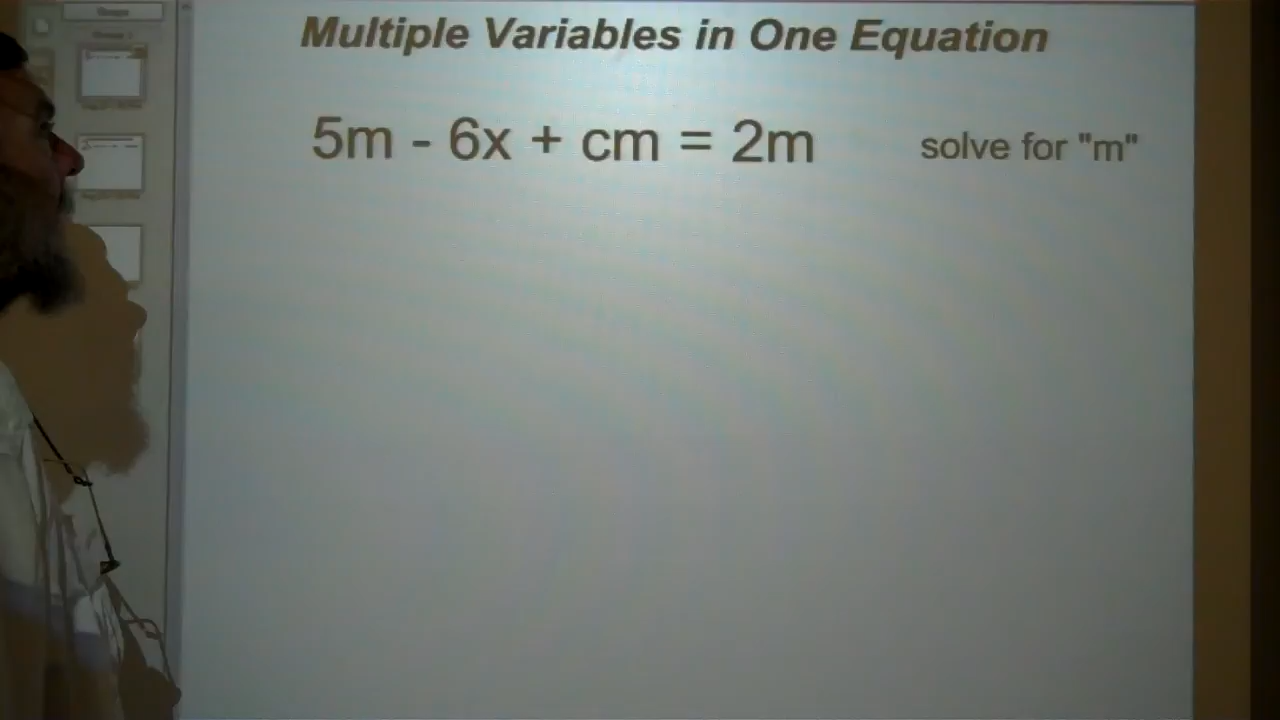 Multiple Variables in One Equation
5m - 6x + cm = 2m solve for "m"